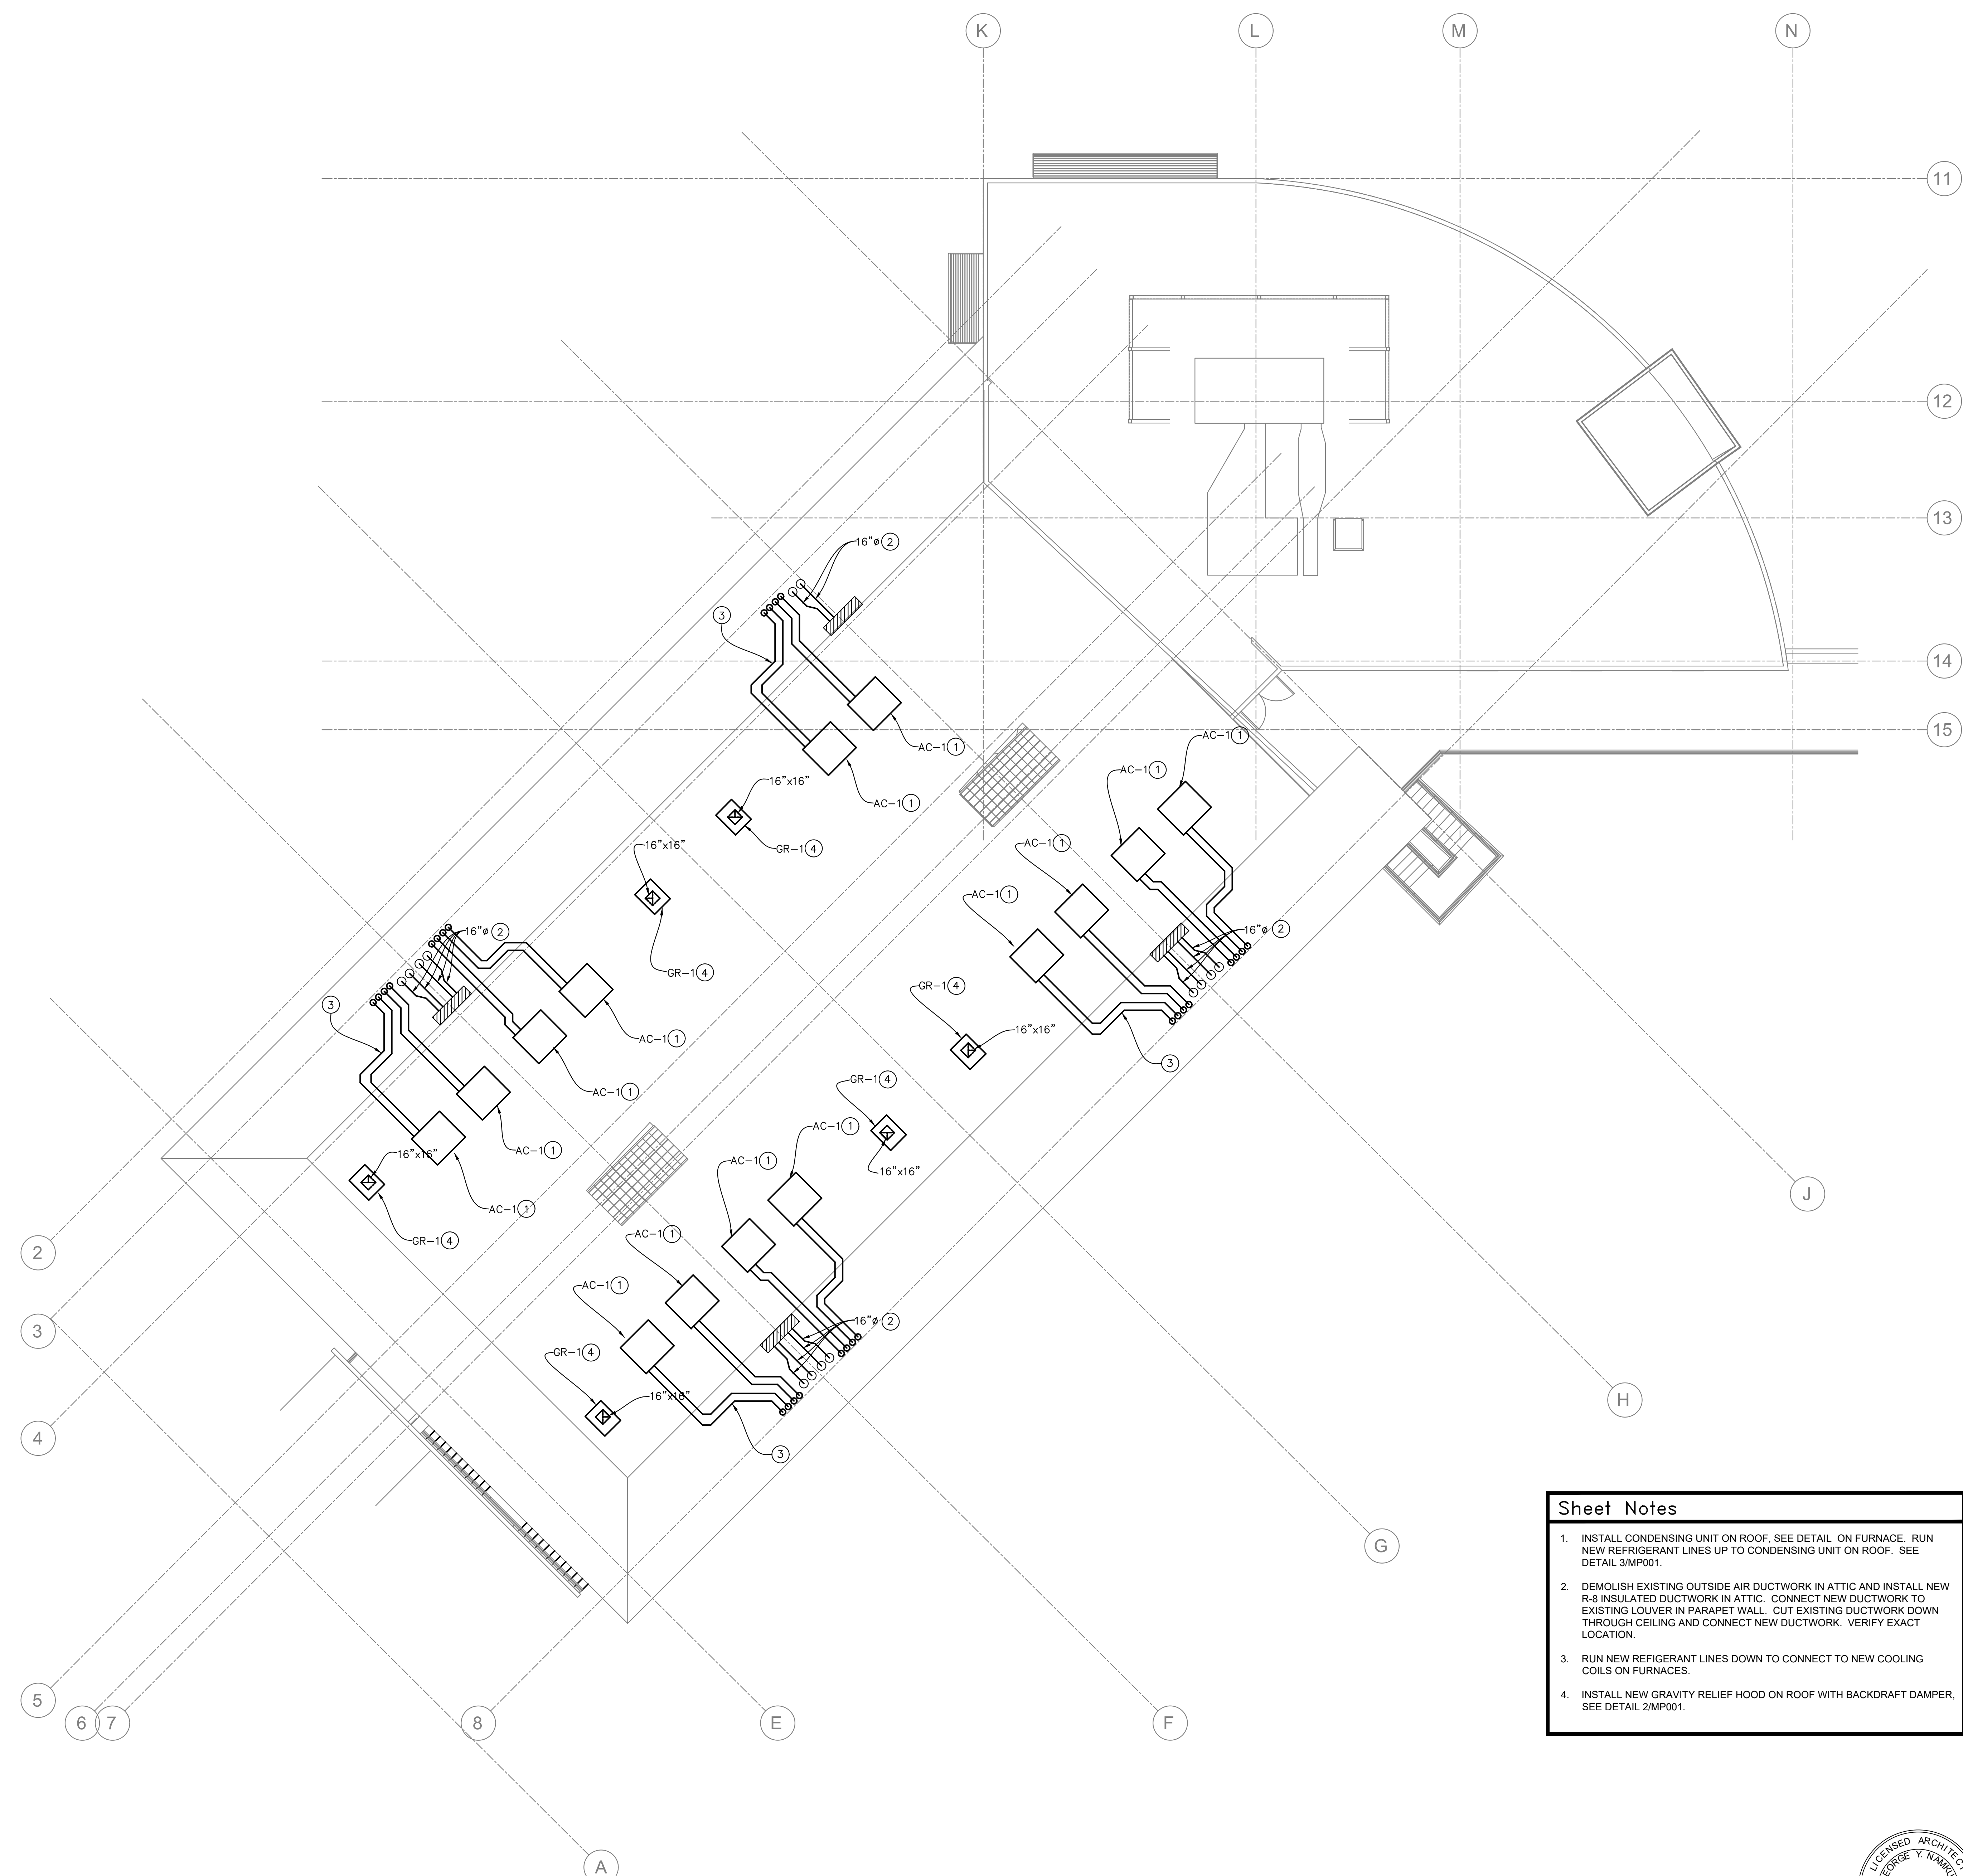 K
L
M
N
11
12
13
16"ø 2
3
14
AC-1 1
15
AC-1 1
AC-1 1
16"x16"
AC-1 1
GR-1 4
16"x16"
AC-1 1
AC-1 1
16"ø 2
16"ø 2
GR-1 4
GR-1 4
3
16"x16"
AC-1 1
3
GR-1 4
AC-1 1
AC-1 1
AC-1 1
16"x16"
16"x16"
AC-1 1
J
AC-1 1
AC-1 1
GR-1 4
2
AC-1 1
16"ø 2
3
GR-1 4
16"x16"
H
4
3
Sheet Notes
1. INSTALL CONDENSING UNIT ON ROOF, SEE DETAIL ON FURNACE. RUN
NEW REFRIGERANT LINES UP TO CONDENSING UNIT ON ROOF. SEE
DETAIL 3/MP001.
2. DEMOLISH EXISTING OUTSIDE AIR DUCTWORK IN ATTIC AND INSTALL NEW
R-8 INSULATED DUCTWORK IN ATTIC. CONNECT NEW DUCTWORK TO
EXISTING LOUVER IN PARAPET WALL. CUT EXISTING DUCTWORK DOWN
THROUGH CEILING AND CONNECT NEW DUCTWORK. VERIFY EXACT
LOCATION.
3. RUN NEW REFIGERANT LINES DOWN TO CONNECT TO NEW COOLING
COILS ON FURNACES.
4. INSTALL NEW GRAVITY RELIEF HOOD ON ROOF WITH BACKDRAFT DAMPER,
SEE DETAIL 2/MP001.
G
5
6
7
8
E
F
A
LICENSED
Y.